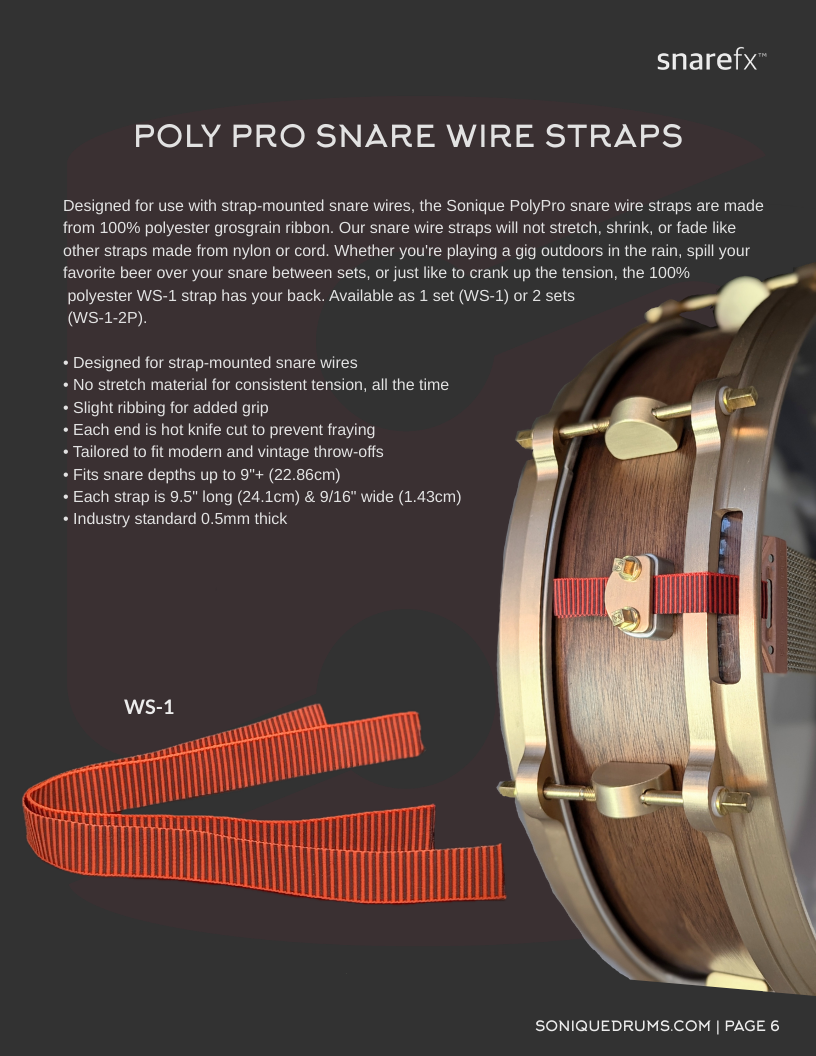 snarefx™
POLY PRO SNARE WIRE STRAPS
Designed for use with strap-mounted snare wires, the Sonique PolyPro snare wire straps are made
from 100% polyester grosgrain ribbon. Our snare wire straps will not stretch, shrink, or fade like
other straps made from nylon or cord. Whether you're playing a gig outdoors in the rain, spill your
favorite beer over your snare between sets, or just like to crank up the tension, the 100%
polyester WS-1 strap has your back. Available as 1 set (WS-1) or 2 sets
(WS-1-2P).
• Designed for strap-mounted snare wires
• No stretch material for consistent tension, all the time
• Slight ribbing for added grip
• Each end is hot knife cut to prevent fraying
• Tailored to fit modern and vintage throw-offs
• Fits snare depths up to 9"+ (22.86cm)
• Each strap is 9.5" long (24.1cm) & 9/16" wide (1.43cm)
• Industry standard 0.5mm thick
WS-1
SONIQUEDRUMS.COM | PAGE 6